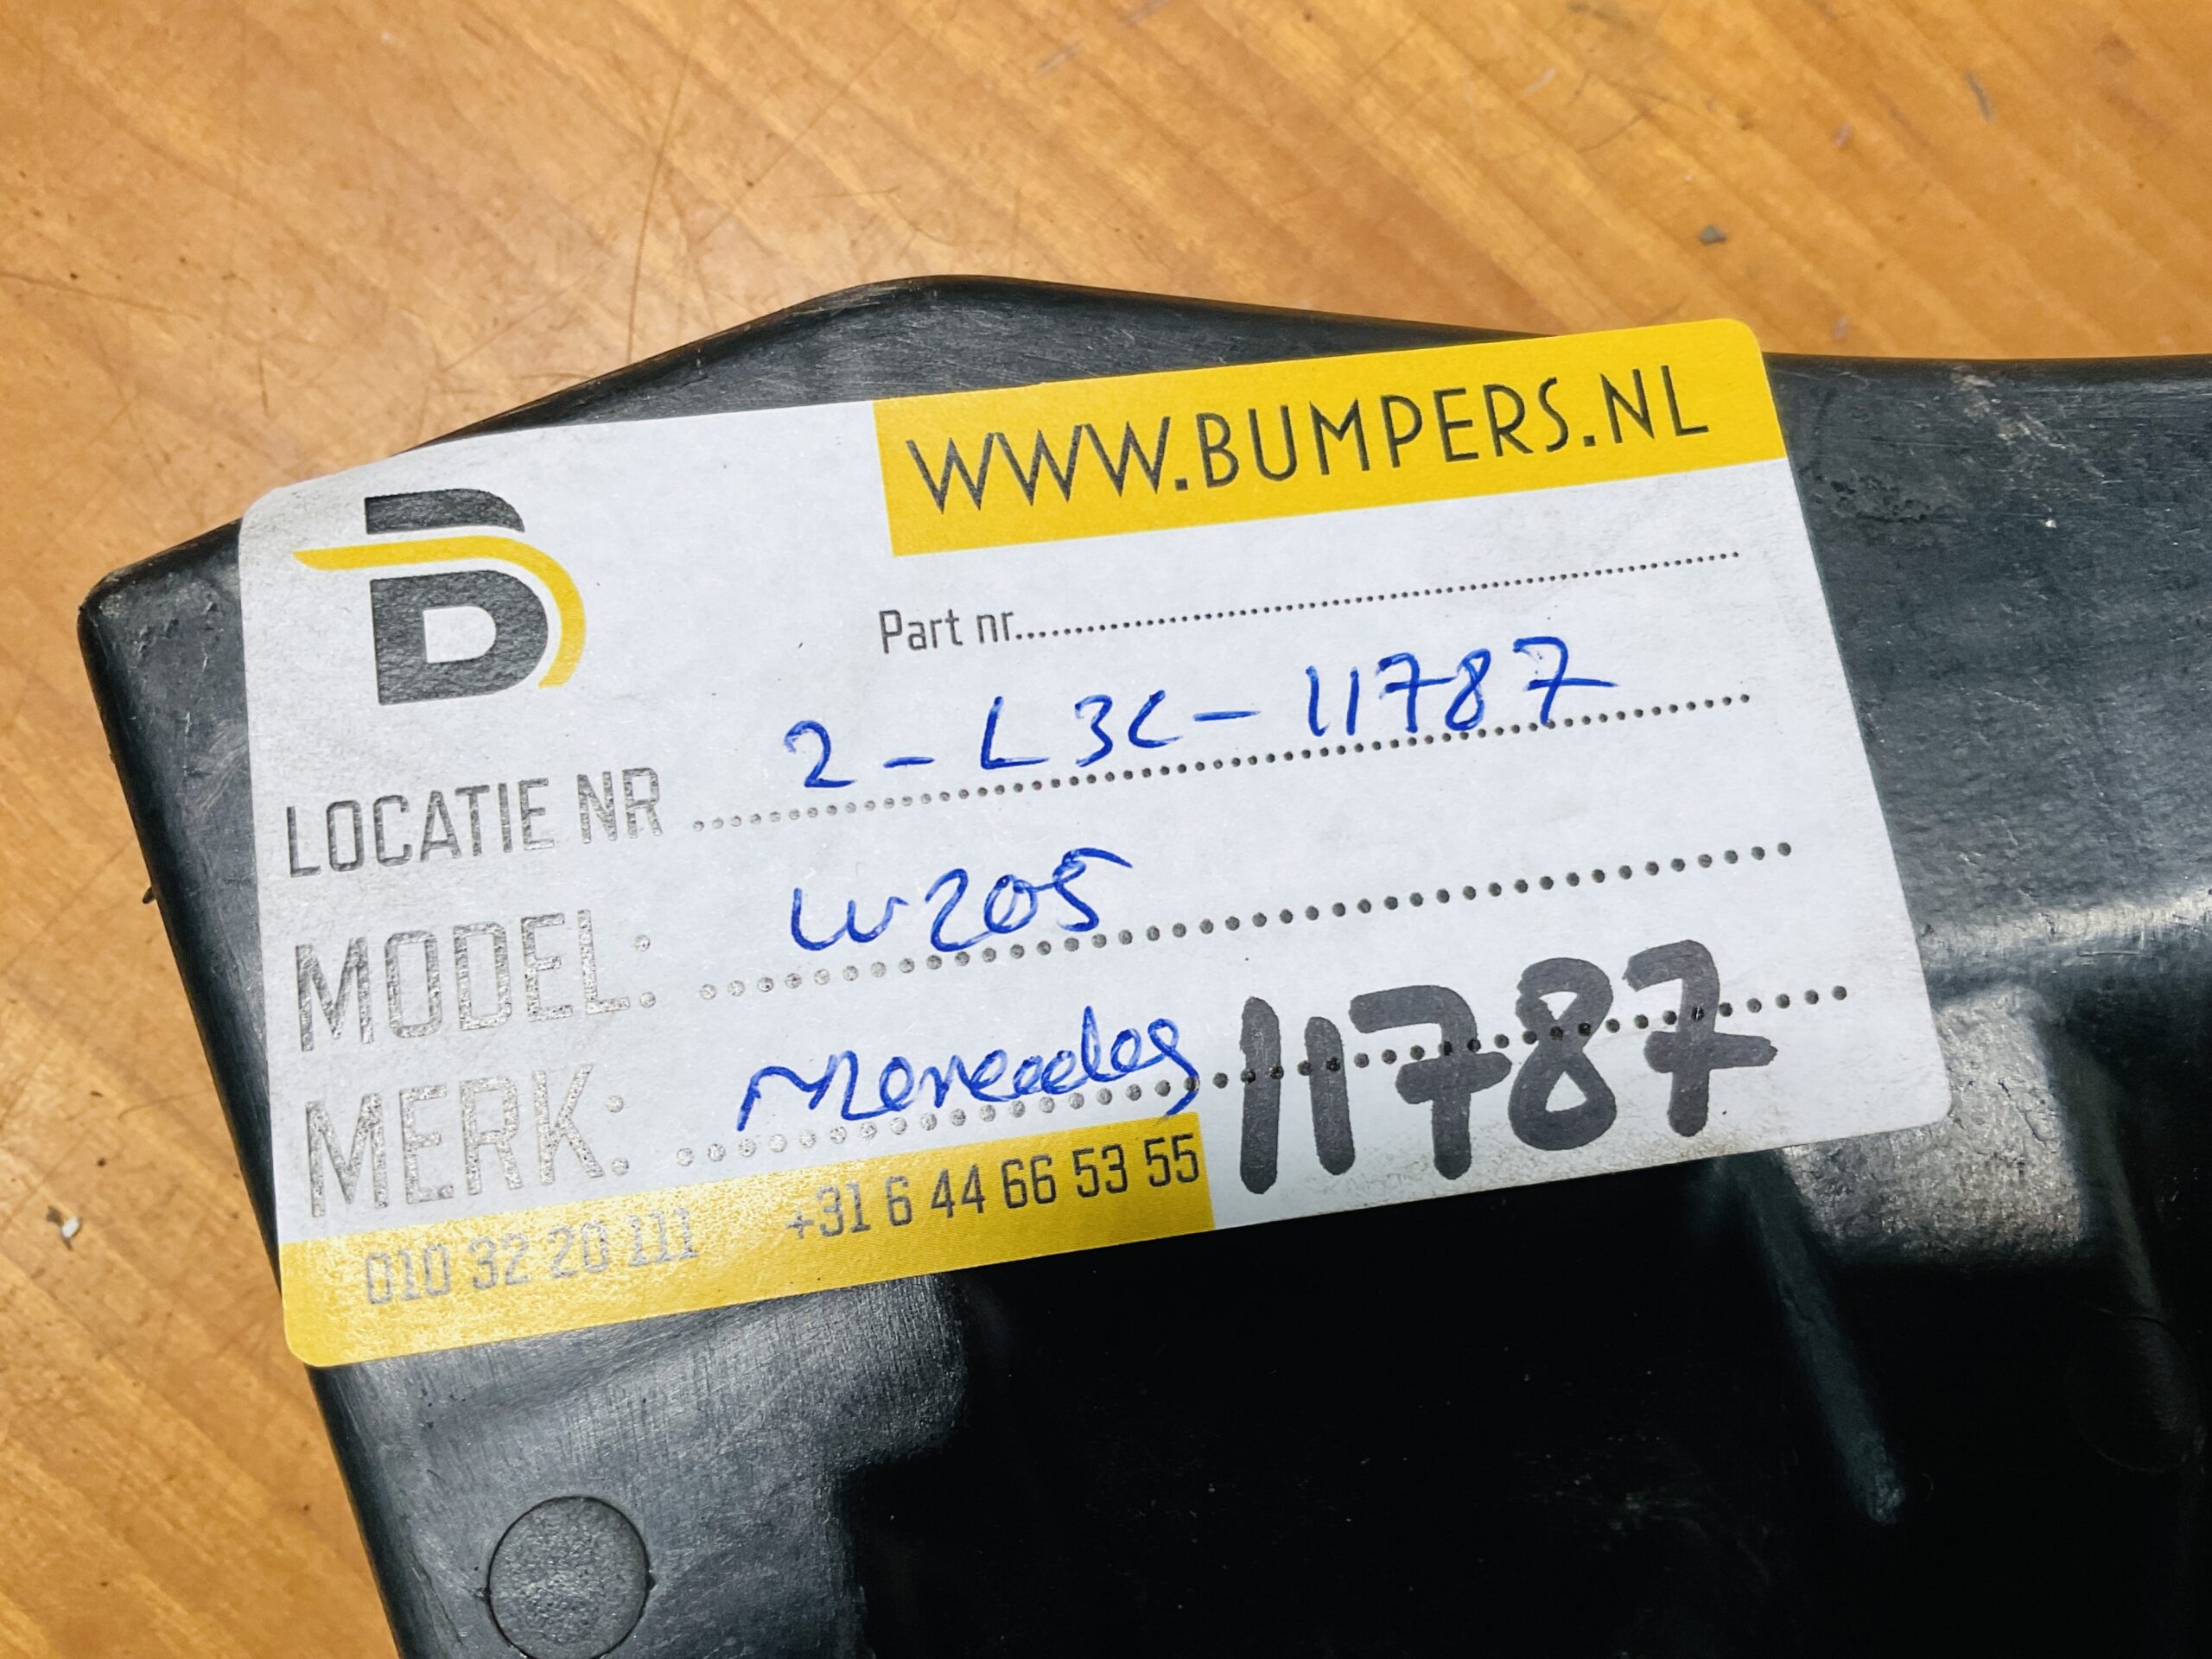 B
WWW.BUMPERS.NL
Part nr...........................................................
LOCATIE NR 2-L3C-11787
MODEL: W205
MERK: Mercedes 11787
010 32 20 111 +31 6 44 66 53 55